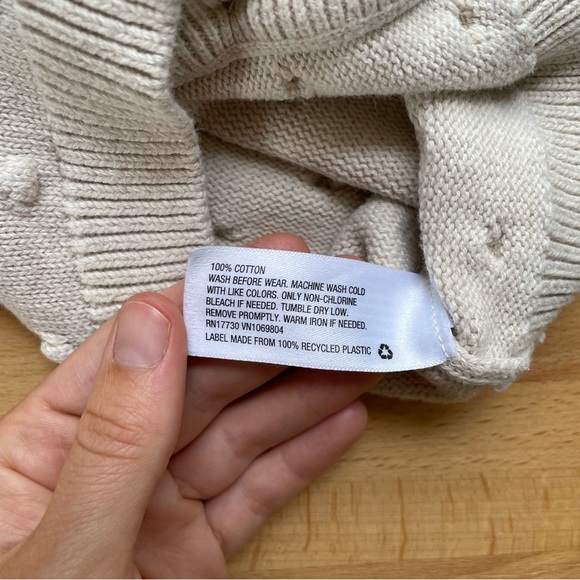 100% COTTON
WASH BEFORE WEAR. MACHINE WASH COLD
WITH LIKE COLORS. ONLY NON-CHLORINE
BLEACH IF NEEDED. TUMBLE DRY LOW.
REMOVE PROMPTLY. WARM IRON IF NEEDED.
RN17730 VN1069804
LABEL MADE FROM 100% RECYCLED PLASTIC